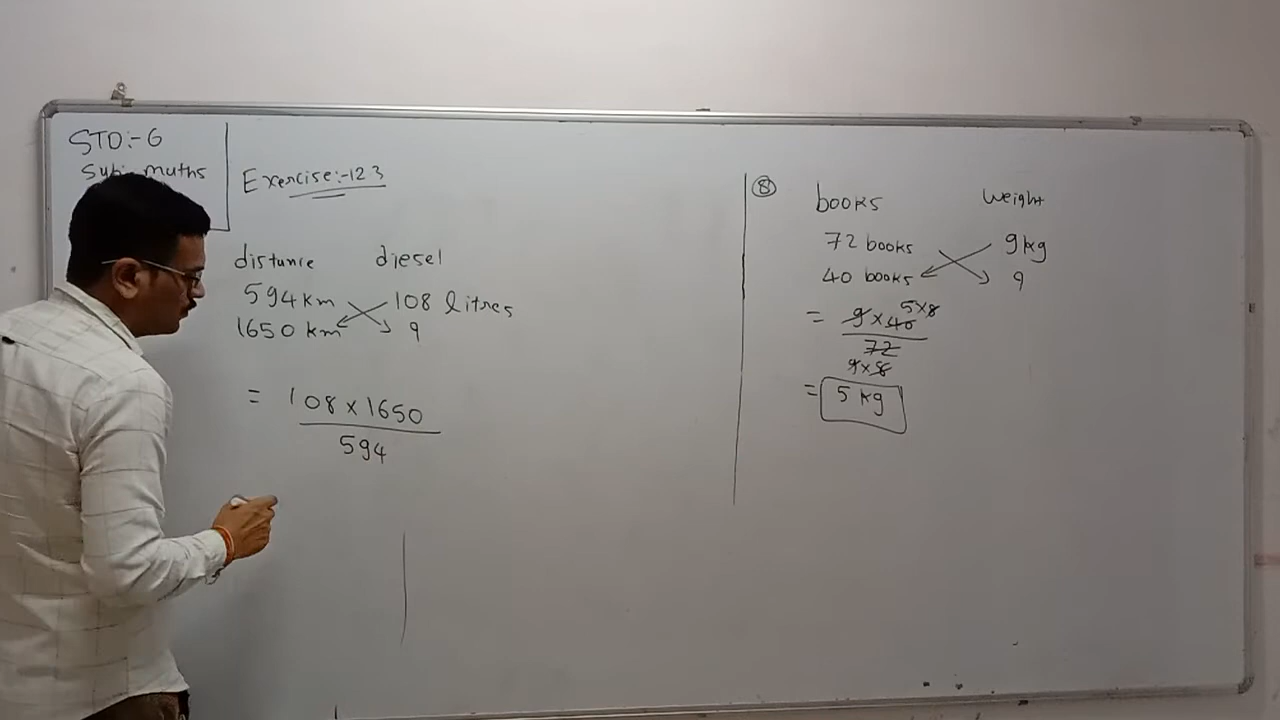 STD:- 6
Sub:- muths
Exercise:-12 3
distance diesel
594 km 108 litres
1650 km 9
= 108 x 1650
594
8 books weight
72 books 9 kg
40 books 9
= 9 x 40 5 x 8
72
9 x 8
= 5 kg